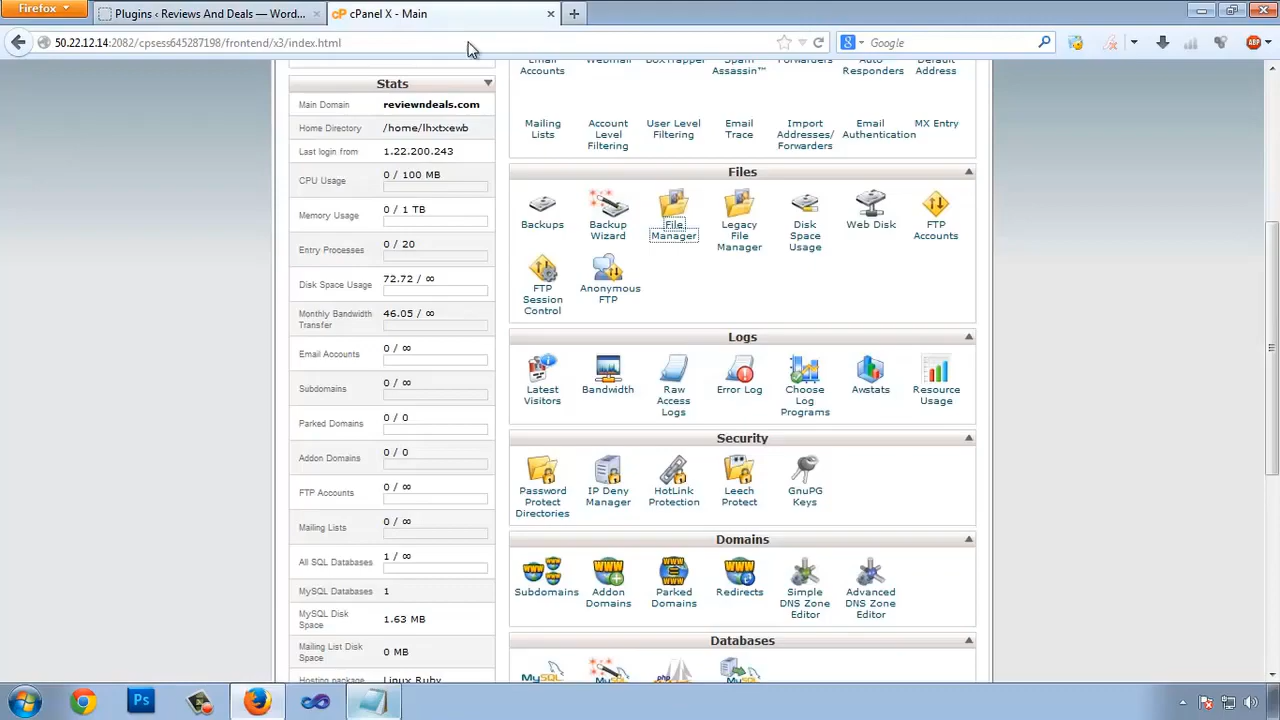 Firefox
Plugins ‹ Reviews And Deals — Word...
cPanel X - Main
50.22.12.14:2082/cpsess645287198/frontend/x3/index.html
Google
Stats
Main Domain reviewndeals.com
Home Directory /home/lhxtxewb
Last login from 1.22.200.243
CPU Usage 0 / 100 MB
Memory Usage 0 / 1 TB
Entry Processes 0 / 20
Disk Space Usage 72.72 / ∞
Monthly Bandwidth
Transfer 46.05 / ∞
Email Accounts 0 / ∞
Subdomains 0 / ∞
Parked Domains 0 / 0
Addon Domains 0 / 0
FTP Accounts 0 / ∞
Mailing Lists 0 / ∞
All SQL Databases 1 / ∞
MySQL Databases 1
MySQL Disk
Space 1.63 MB
Mailing List Disk
Space 0 MB
Hosting package Linux Ruby
Email
Accounts
Webmail
BoxTrapper
Spam
Assassin™
Forwarders
Auto
Responders
Default
Address
Mailing
Lists
Account
Level
Filtering
User Level
Filtering
Email
Trace
Import
Addresses/
Forwarders
Email
Authentication
MX Entry
Files
Backups
Backup
Wizard
File
Manager
Legacy
File
Manager
Disk
Space
Usage
Web Disk
FTP
Accounts
FTP
Session
Control
Anonymous
FTP
Logs
Latest
Visitors
Bandwidth
Raw
Access
Logs
Error Log
Choose
Log
Programs
Awstats
Resource
Usage
Security
Password
Protect
Directories
IP Deny
Manager
HotLink
Protection
Leech
Protect
GnuPG
Keys
Domains
Subdomains
Addon
Domains
Parked
Domains
Redirects
Simple
DNS Zone
Editor
Advanced
DNS Zone
Editor
Databases